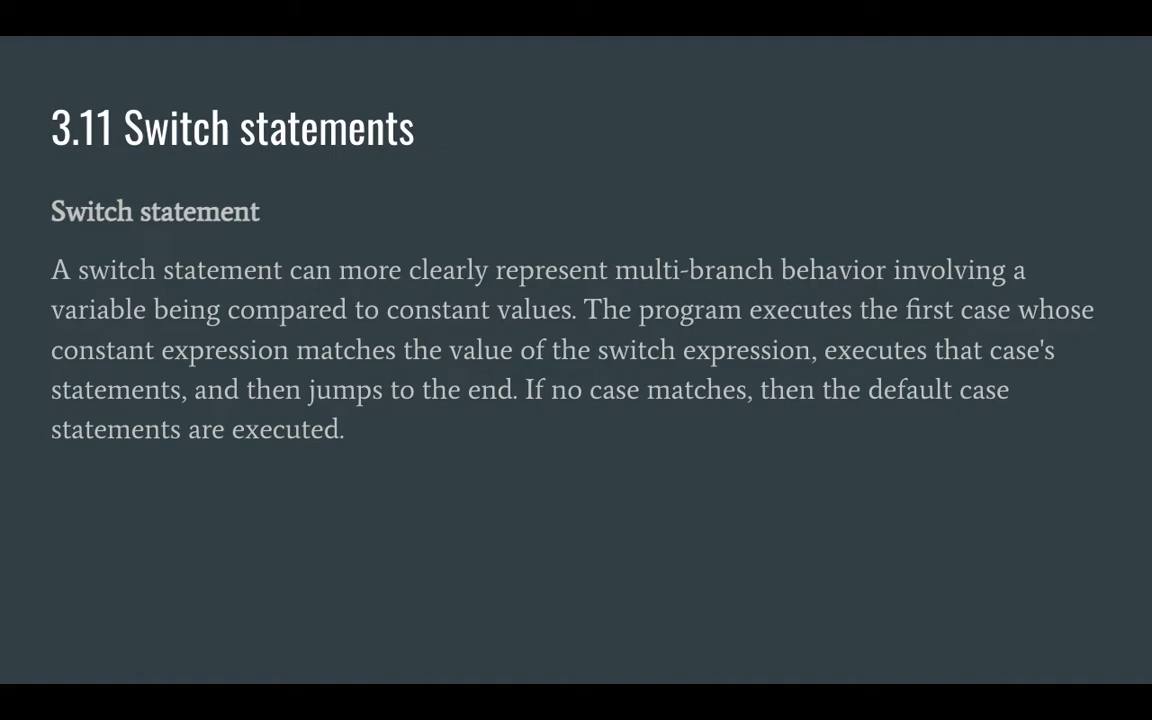 3.11 Switch statements
Switch statement
A switch statement can more clearly represent multi-branch behavior involving a
variable being compared to constant values. The program executes the first case whose
constant expression matches the value of the switch expression, executes that case's
statements, and then jumps to the end. If no case matches, then the default case
statements are executed.